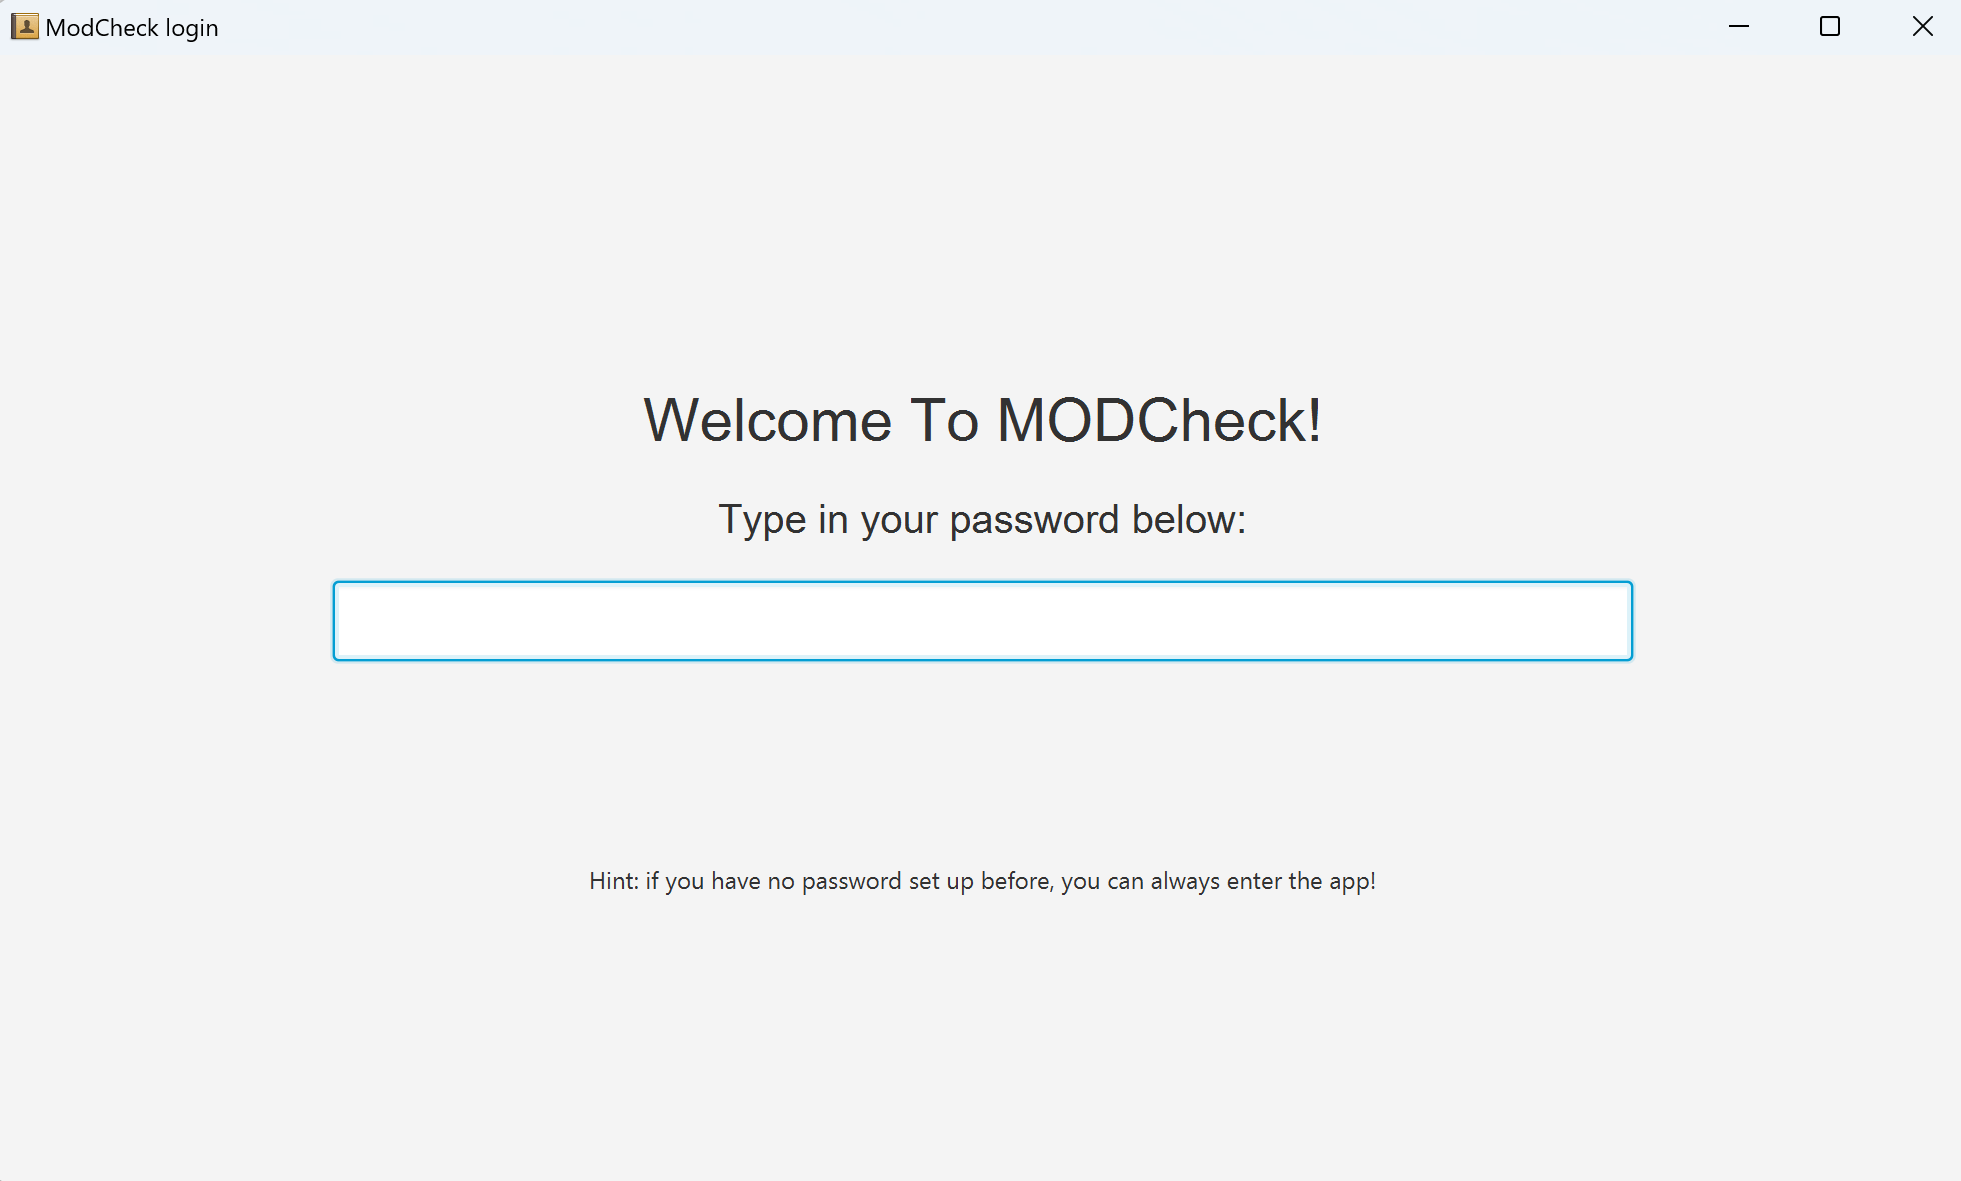 ModCheck login
Welcome To MODCheck!
Type in your password below:
Hint: if you have no password set up before, you can always enter the app!